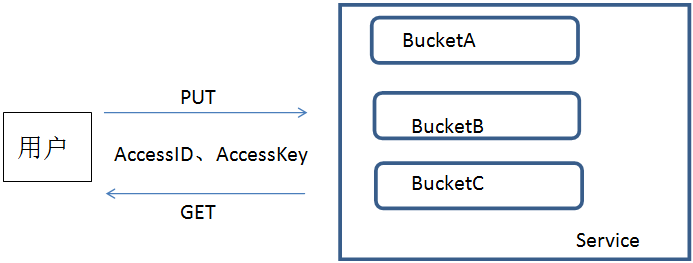 BucketA
PUT
BucketB
用户
AccessID、AccessKey
BucketC
GET
Service